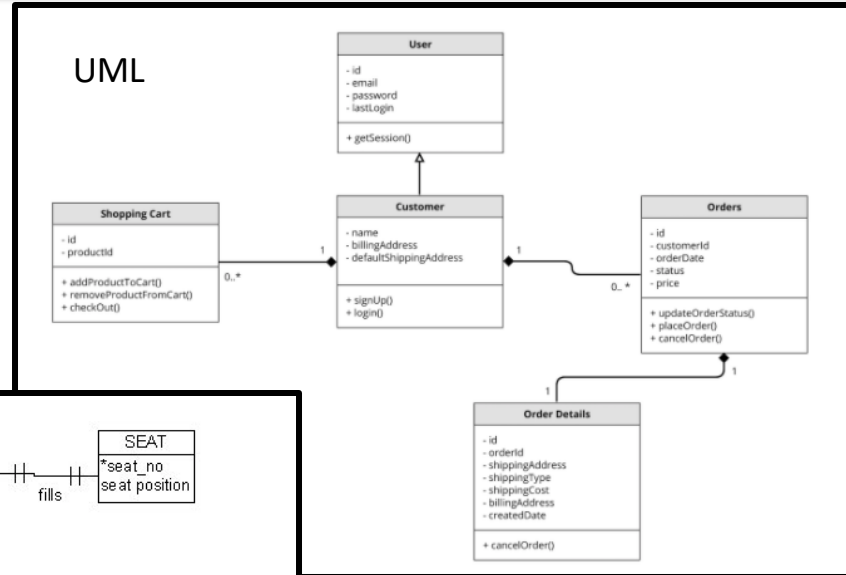 UML
User
- id
- email
- password
- lastLogin
+ getSession()
Shopping Cart
- id
- productId
+ addProductToCart()
+ removeProductFromCart()
+ checkOut()
1
0..*
Customer
- name
- billingAddress
- defaultShippingAddress
+ signUp()
+ login()
1
0.. *
Orders
- id
- customerId
- orderDate
- status
- price
+ updateOrderStatus()
+ placeOrder()
+ cancelOrder()
1
1
Order Details
- id
- orderId
- shippingAddress
- shippingType
- shippingCost
- billingAddress
- createdDate
+ cancelOrder()
fills
SEAT
*seat_no
seat position